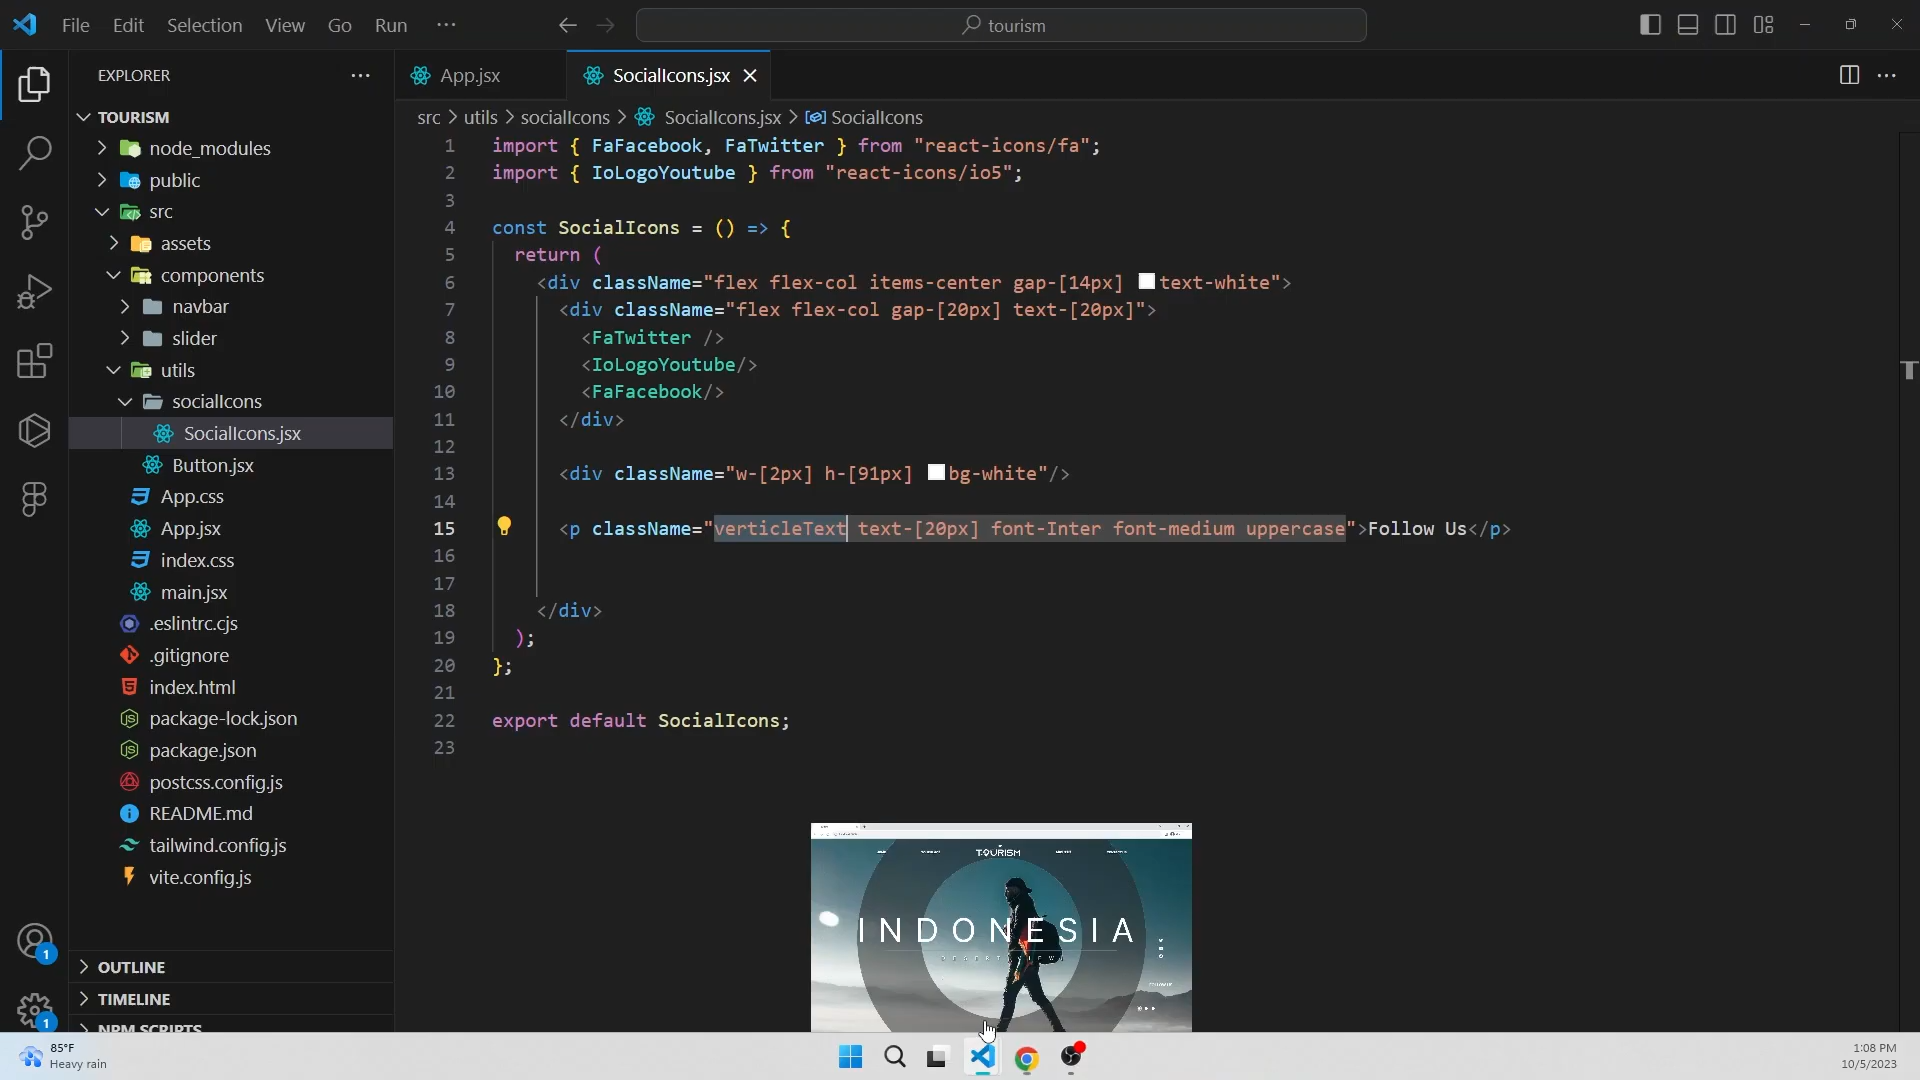 File Edit Selection View Go Run ···
tourism
EXPLORER
TOURISM
node_modules
public
src
assets
components
navbar
slider
utils
socialIcons
SocialIcons.jsx
Button.jsx
App.css
App.jsx
index.css
main.jsx
.eslintrc.cjs
.gitignore
index.html
package-lock.json
package.json
postcss.config.js
README.md
tailwind.config.js
vite.config.js
OUTLINE
TIMELINE
NPM SCRIPTS
App.jsx
SocialIcons.jsx
src > utils > socialIcons > SocialIcons.jsx > SocialIcons
1 import { FaFacebook, FaTwitter } from "react-icons/fa";
2 import { IoLogoYoutube } from "react-icons/io5";
3
4 const SocialIcons = () => {
5 return (
6 <div className="flex flex-col items-center gap-[14px] text-white">
7 <div className="flex flex-col gap-[20px] text-[20px]">
8 <FaTwitter />
9 <IoLogoYoutube/>
10 <FaFacebook/>
11 </div>
12
13 <div className="w-[2px] h-[91px] bg-white"/>
14
15 <p className="verticleText text-[20px] font-Inter font-medium uppercase">Follow Us</p>
16
17
18 </div>
19 );
20 };
21
22 export default SocialIcons;
23
TOURISM
INDONESIA
1
1
85°F
Heavy rain
1:08 PM
10/5/2023